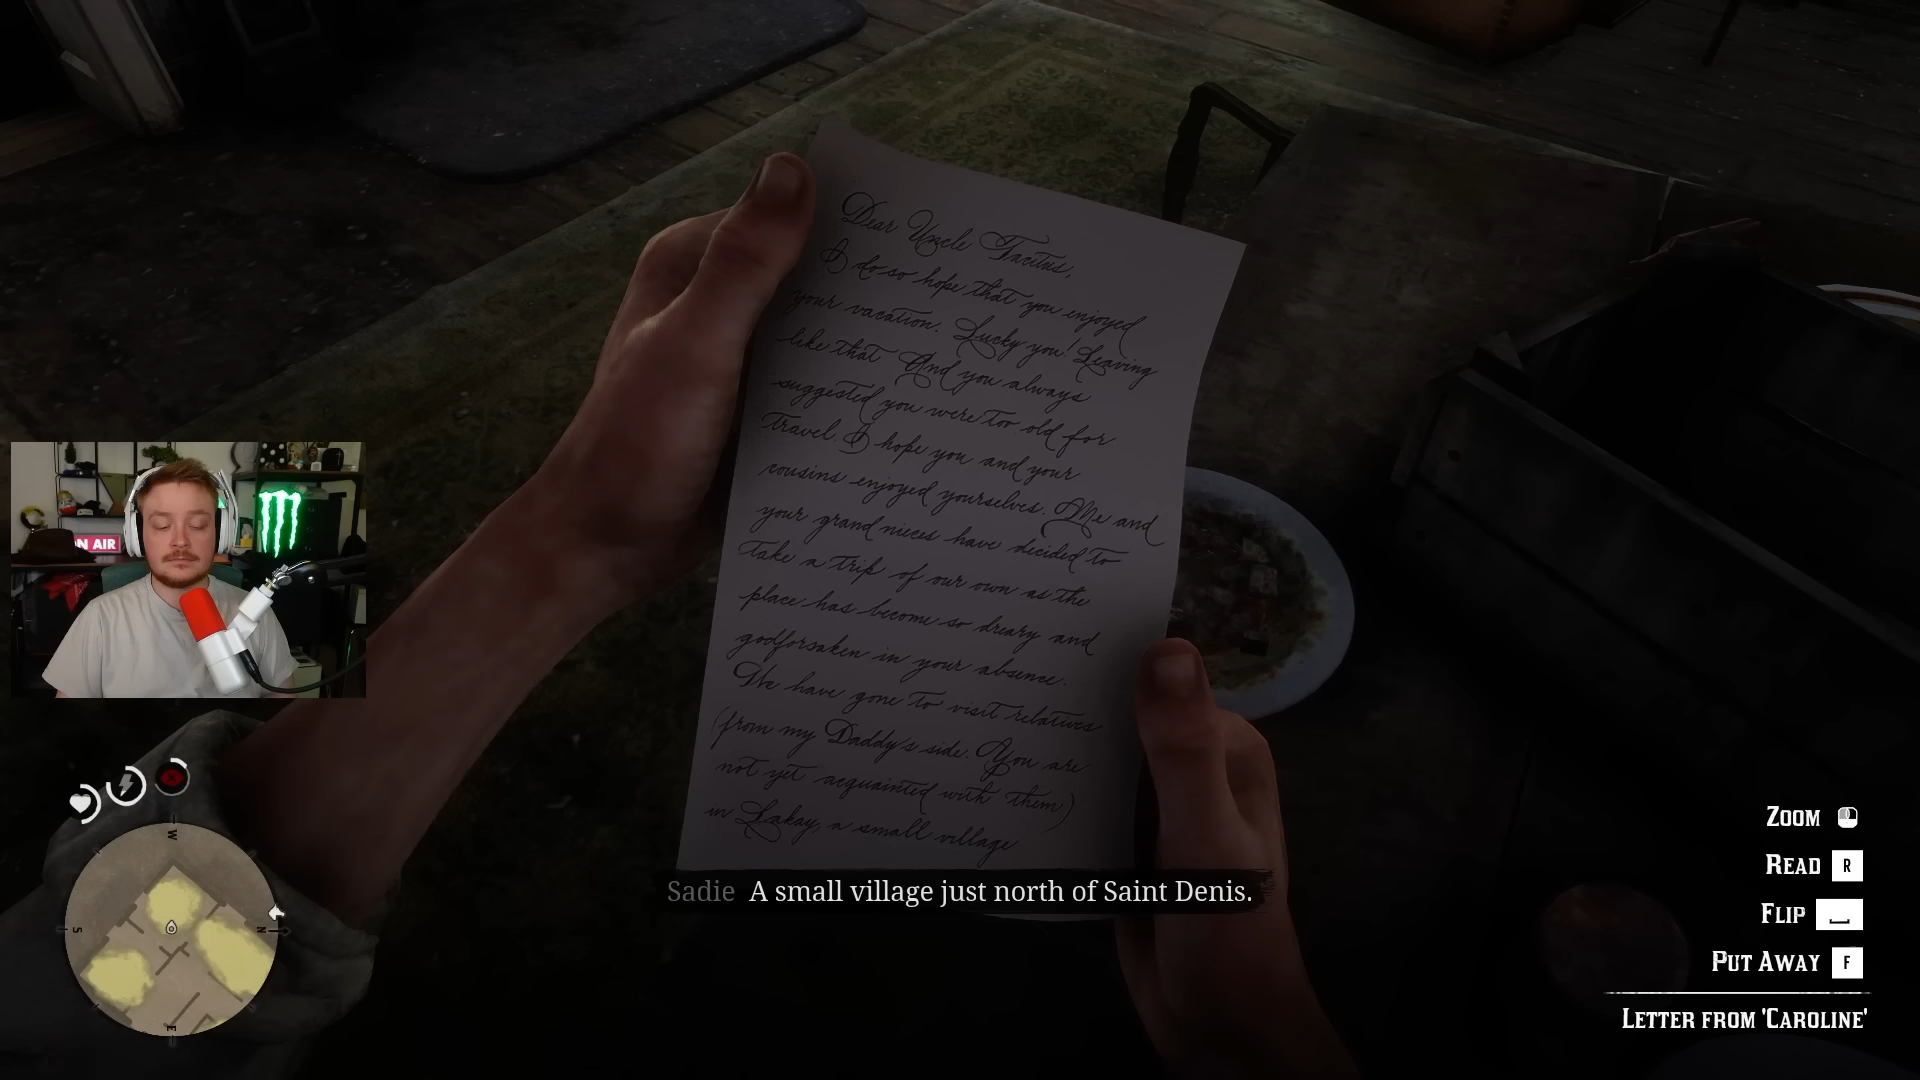 Dear Uncle Tacitus,
I do so hope that you enjoyed
your vacation. Lucky you! Leaving
like that And you always
suggested you were too old for
travel. I hope you and your
cousins enjoyed yourselves. Me and
your grand nieces have decided to
take a trip of our own as the
place has become so dreary and
godforsaken in your absence.
We have gone to visit relatives
(from my Daddy's side. You are
not yet acquainted with them)
in Lakay, a small village
Sadie A small village just north of Saint Denis.
ON AIR
W
S
N
E
ZOOM
READ R
FLIP
PUT AWAY F
LETTER FROM 'CAROLINE'